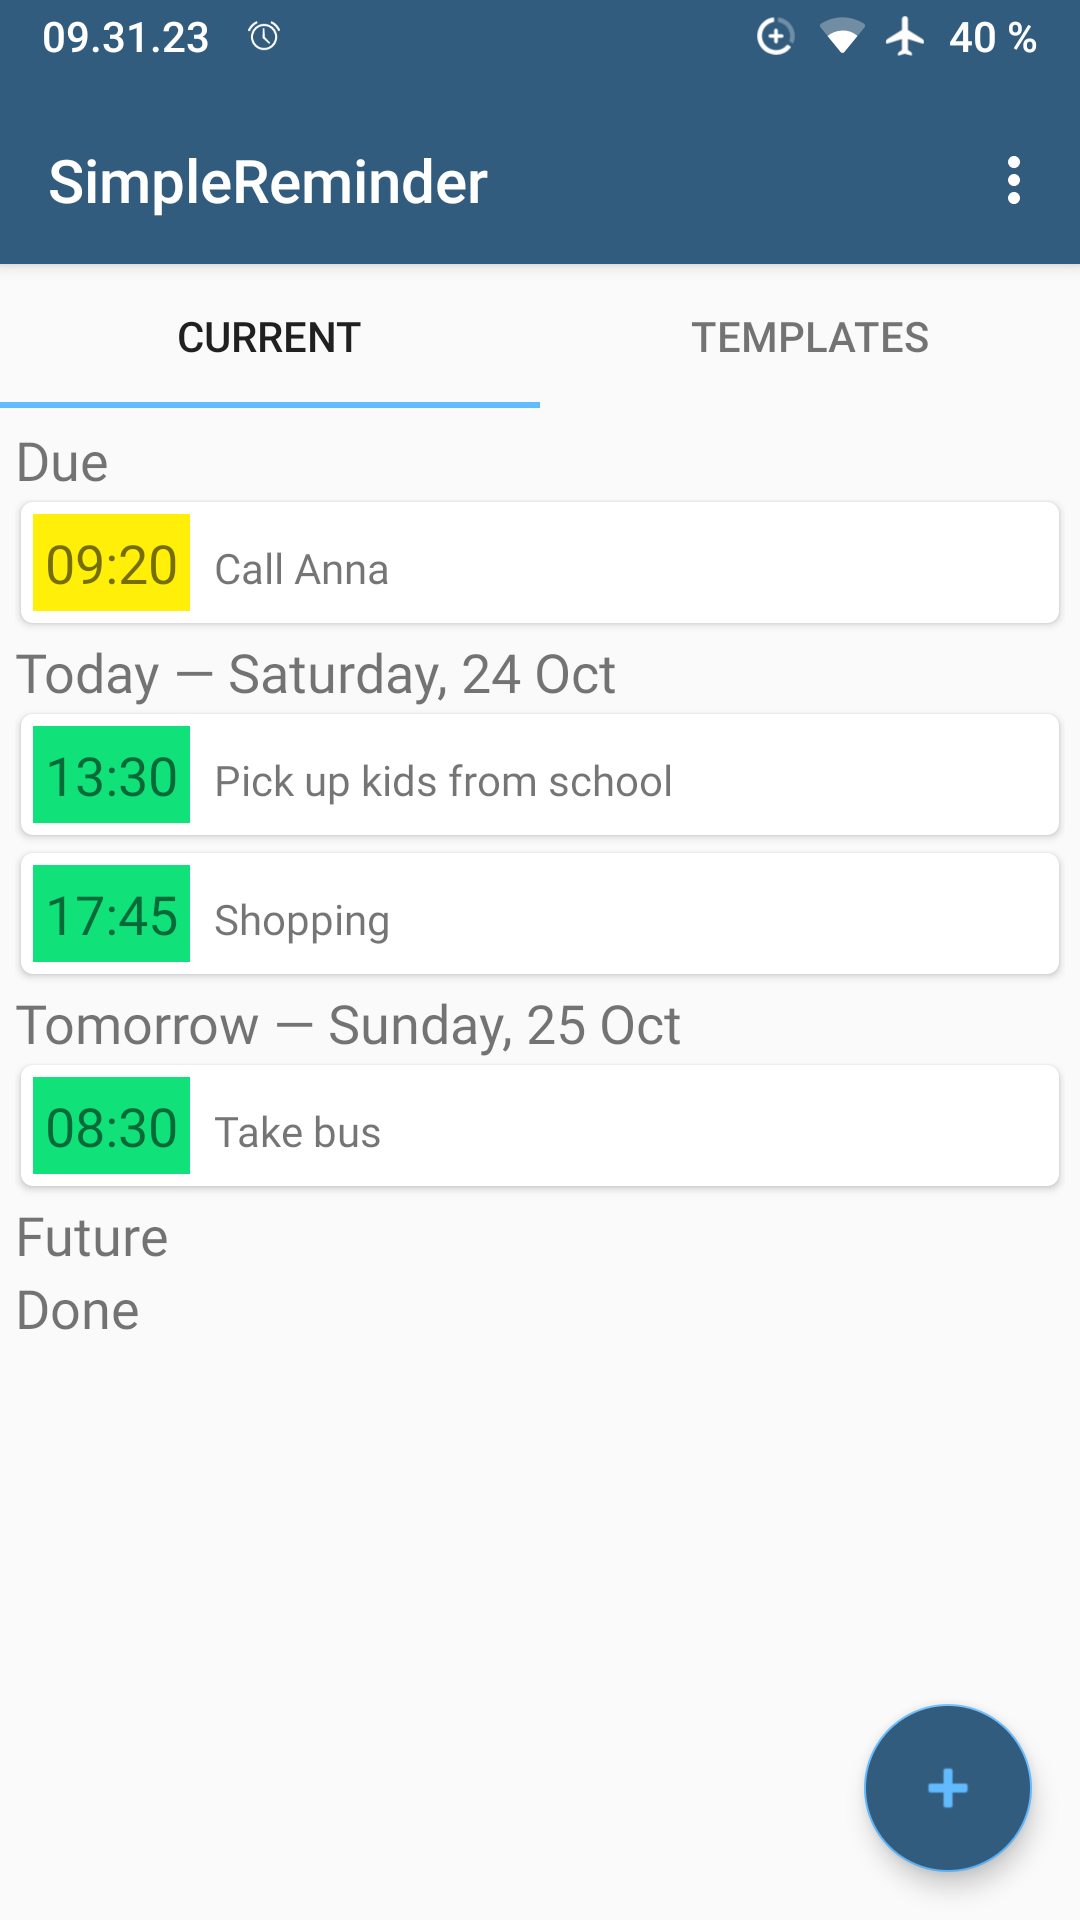 09.31.23 40 %
SimpleReminder
CURRENT TEMPLATES
Due
09:20 Call Anna
Today — Saturday, 24 Oct
13:30 Pick up kids from school
17:45 Shopping
Tomorrow — Sunday, 25 Oct
08:30 Take bus
Future
Done